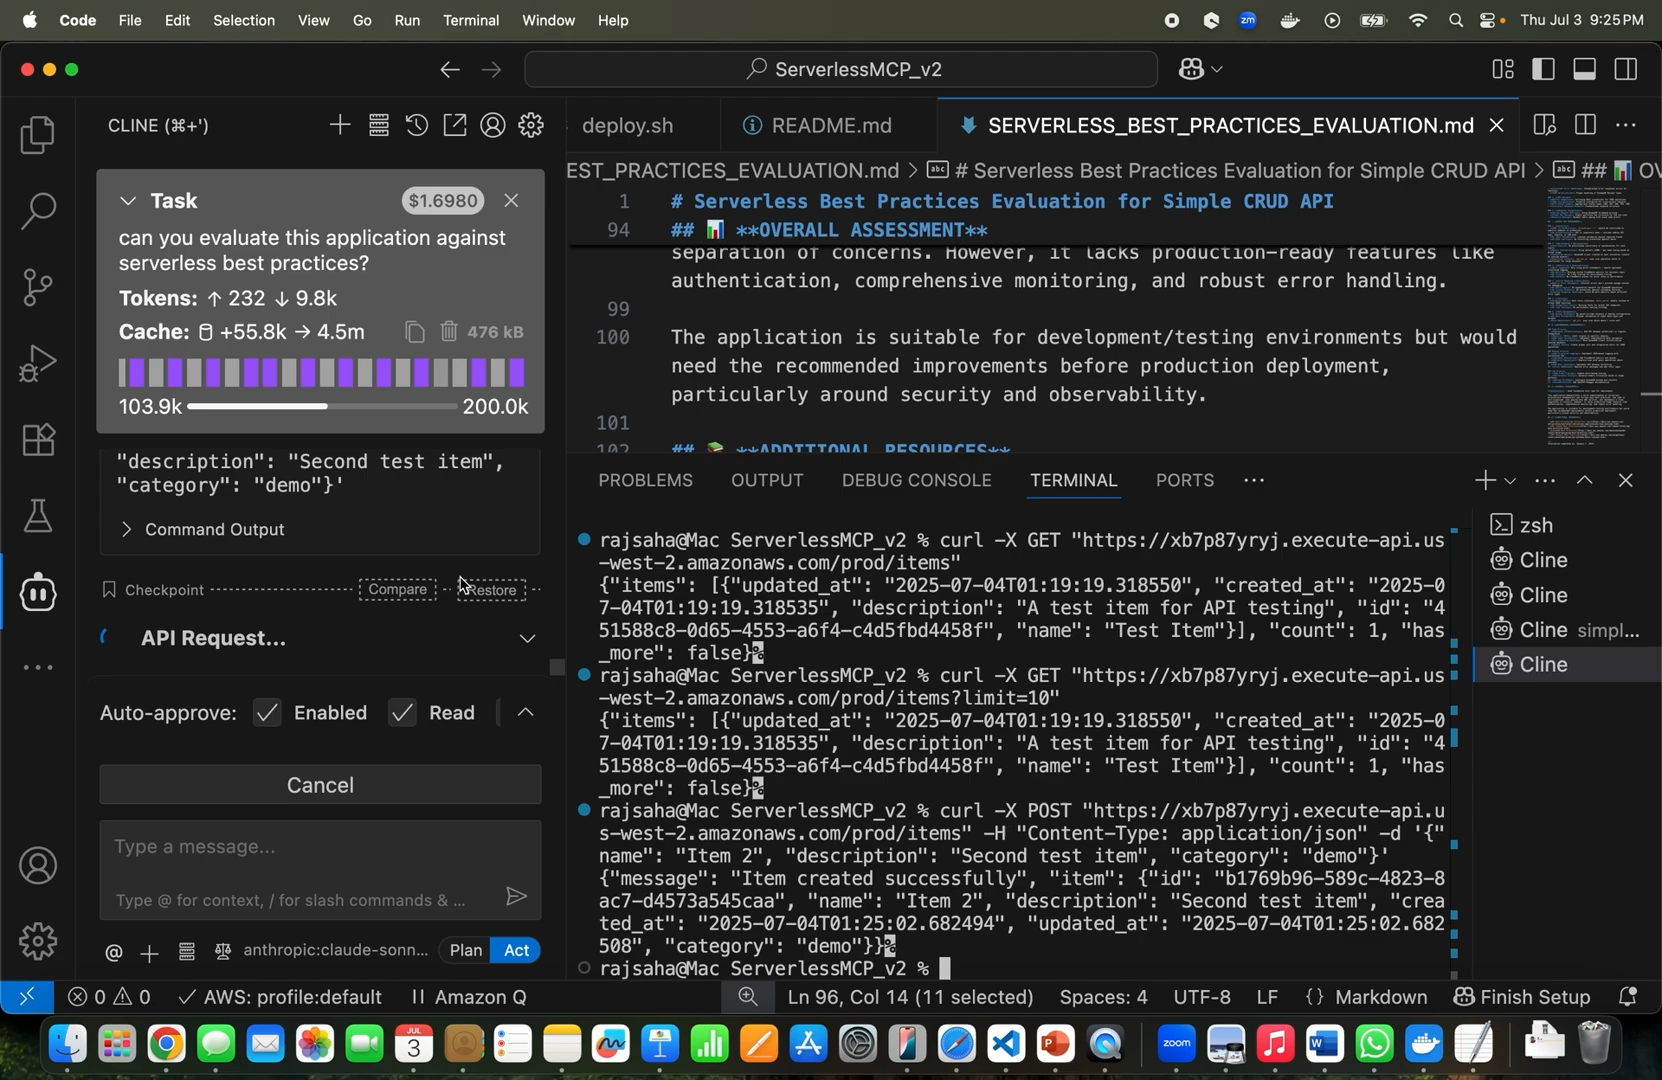 Code File Edit Selection View Go Run Terminal Window Help zm Thu Jul 3 9:25 PM
ServerlessMCP_v2
CLINE (⌘+')
Task $1.6980
can you evaluate this application against
serverless best practices?
Tokens: ↑ 232 ↓ 9.8k
Cache: +55.8k → 4.5m 476 kB
103.9k 200.0k
"description": "Second test item",
"category": "demo"}'
Command Output
Checkpoint Compare Restore
API Request...
Auto-approve: Enabled Read
Cancel
Type a message...
Type @ for context, / for slash commands & ...
@ anthropic:claude-sonn... Plan Act
deploy.sh README.md SERVERLESS_BEST_PRACTICES_EVALUATION.md
EST_PRACTICES_EVALUATION.md > # Serverless Best Practices Evaluation for Simple CRUD API > ## 📊 OV
1 # Serverless Best Practices Evaluation for Simple CRUD API
94 ## 📊 **OVERALL ASSESSMENT**
separation of concerns. However, it lacks production-ready features like
authentication, comprehensive monitoring, and robust error handling.
99
100 The application is suitable for development/testing environments but would
need the recommended improvements before production deployment,
particularly around security and observability.
101
102 ## 📚 **ADDITIONAL RESOURCES**
PROBLEMS OUTPUT DEBUG CONSOLE TERMINAL PORTS ...
rajsaha@Mac ServerlessMCP_v2 % curl -X GET "https://xb7p87yryj.execute-api.us
-west-2.amazonaws.com/prod/items"
{"items": [{"updated_at": "2025-07-04T01:19:19.318550", "created_at": "2025-0
7-04T01:19:19.318535", "description": "A test item for API testing", "id": "4
51588c8-0d65-4553-a6f4-c4d5fbd4458f", "name": "Test Item"}], "count": 1, "has
_more": false}%
rajsaha@Mac ServerlessMCP_v2 % curl -X GET "https://xb7p87yryj.execute-api.us
-west-2.amazonaws.com/prod/items?limit=10"
{"items": [{"updated_at": "2025-07-04T01:19:19.318550", "created_at": "2025-0
7-04T01:19:19.318535", "description": "A test item for API testing", "id": "4
51588c8-0d65-4553-a6f4-c4d5fbd4458f", "name": "Test Item"}], "count": 1, "has
_more": false}%
rajsaha@Mac ServerlessMCP_v2 % curl -X POST "https://xb7p87yryj.execute-api.u
s-west-2.amazonaws.com/prod/items" -H "Content-Type: application/json" -d '{"
name": "Item 2", "description": "Second test item", "category": "demo"}'
{"message": "Item created successfully", "item": {"id": "b1769b96-589c-4823-8
ac7-d4573a545caa", "name": "Item 2", "description": "Second test item", "crea
ted_at": "2025-07-04T01:25:02.682494", "updated_at": "2025-07-04T01:25:02.682
508", "category": "demo"}}%
rajsaha@Mac ServerlessMCP_v2 %
zsh
Cline
Cline
Cline simpl...
Cline
0 0 AWS: profile:default Amazon Q Ln 96, Col 14 (11 selected) Spaces: 4 UTF-8 LF {} Markdown Finish Setup
JUL
3
zoom